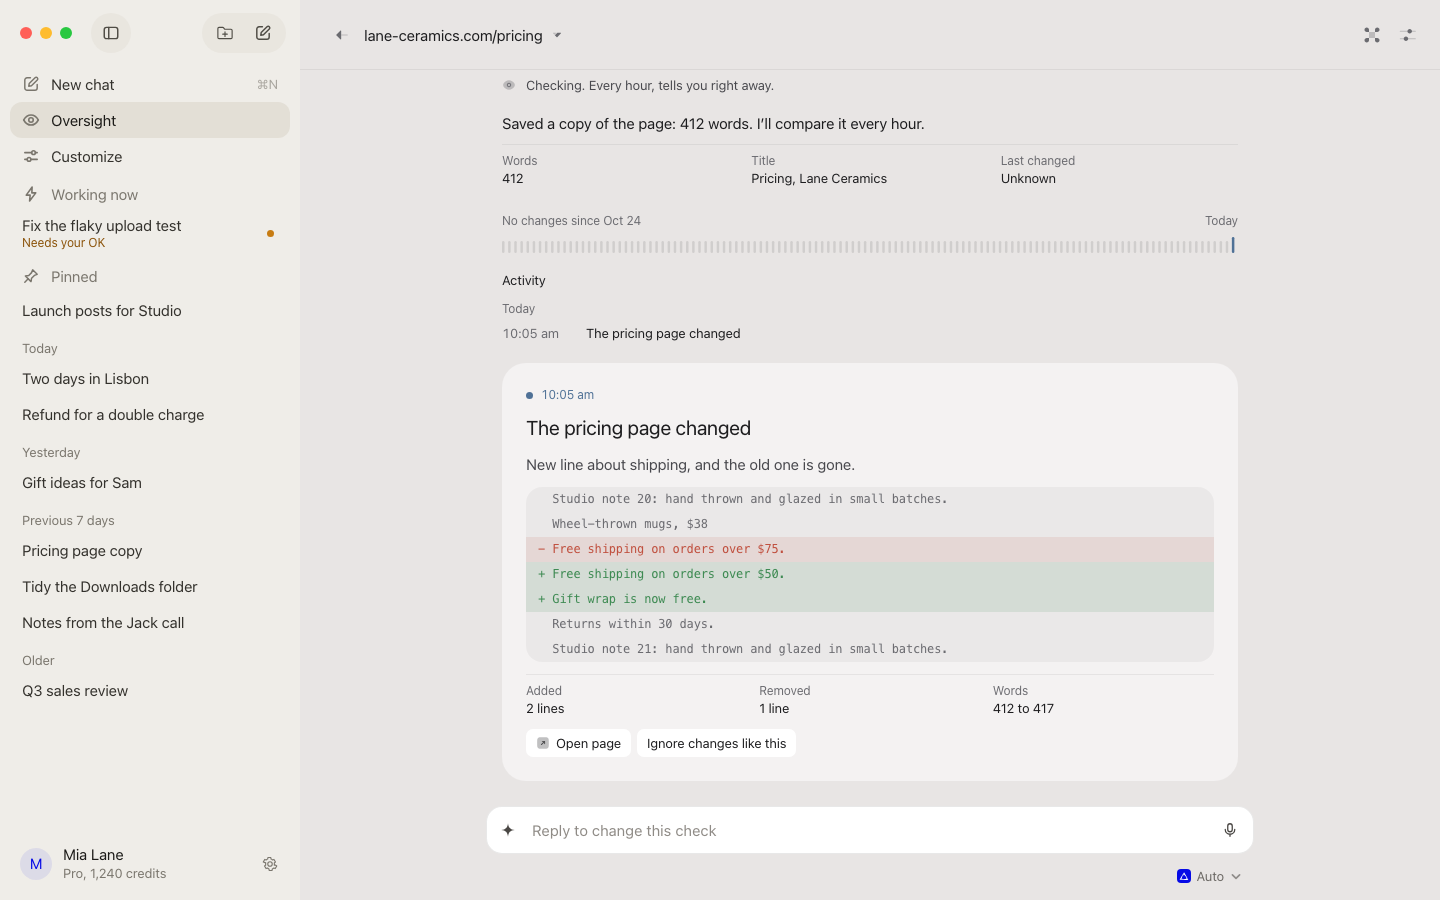 New chat
⌘N
Oversight
Customize
Working now
Fix the flaky upload test
Needs your OK
Pinned
Launch posts for Studio
Today
Two days in Lisbon
Refund for a double charge
Yesterday
Gift ideas for Sam
Previous 7 days
Pricing page copy
Tidy the Downloads folder
Notes from the Jack call
Older
Q3 sales review
M
Mia Lane
Pro, 1,240 credits
lane-ceramics.com/pricing
Checking. Every hour, tells you right away.
Saved a copy of the page: 412 words. I’ll compare it every hour.
Words Title Last changed
412 Pricing, Lane Ceramics Unknown
No changes since Oct 24 Today
Activity
Today
10:05 am The pricing page changed
10:05 am
The pricing page changed
New line about shipping, and the old one is gone.
Studio note 20: hand thrown and glazed in small batches.
Wheel-thrown mugs, $38
- Free shipping on orders over $75.
+ Free shipping on orders over $50.
+ Gift wrap is now free.
Returns within 30 days.
Studio note 21: hand thrown and glazed in small batches.
Added Removed Words
2 lines 1 line 412 to 417
Open page Ignore changes like this
Reply to change this check
Auto